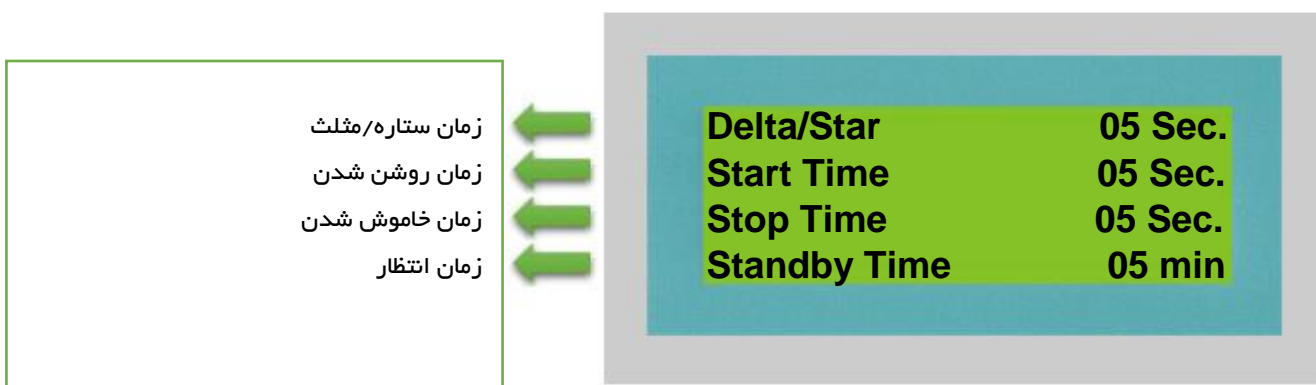 زمان ستاره/مثلث
زمان روشن شدن
زمان خاموش شدن
زمان انتظار
Delta/Star 05 Sec.
Start Time 05 Sec.
Stop Time 05 Sec.
Standby Time 05 min